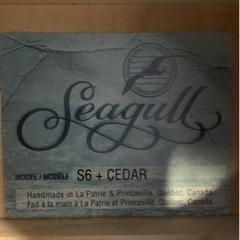 Seagull
MODEL / MODÈLE S6 + CEDAR
Handmade in La Patrie & Princeville, Québec, Canada
Fait à la main à La Patrie et Princeville, Québec, Canada